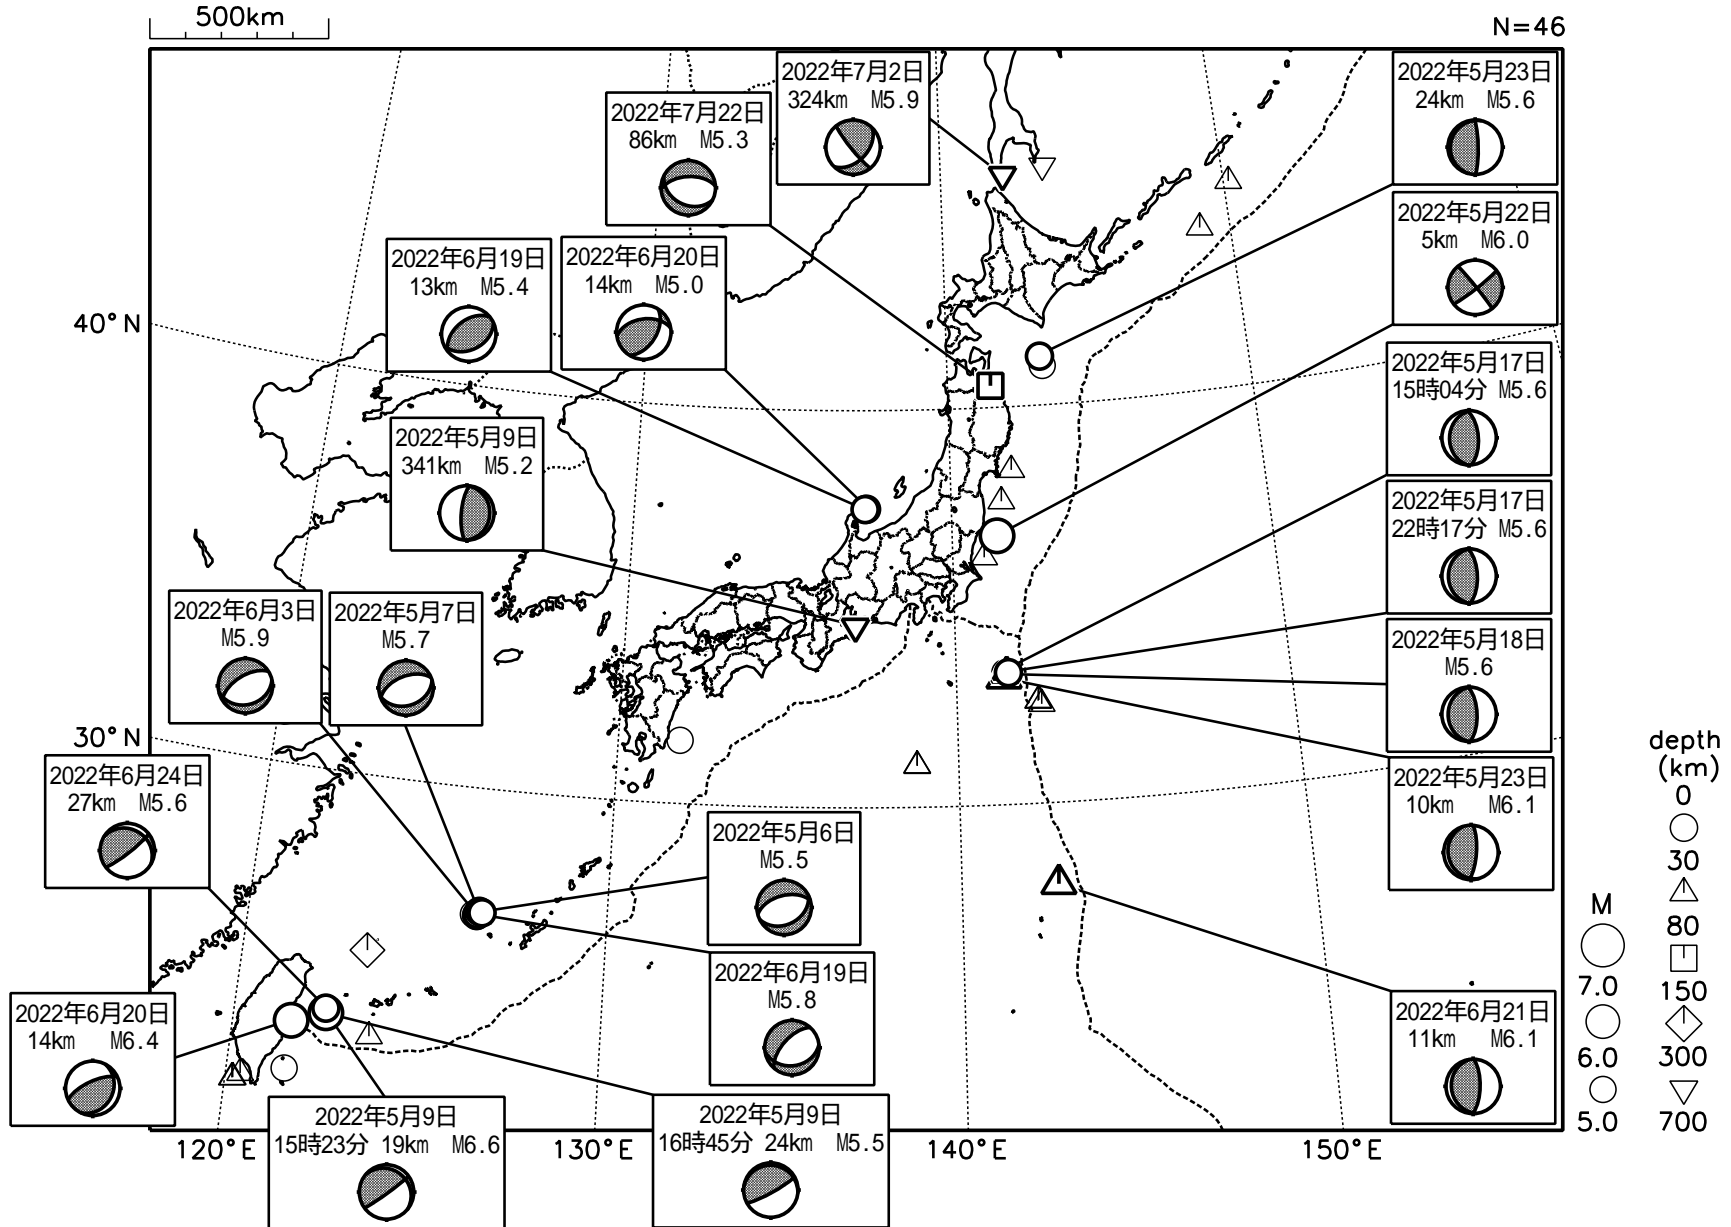 500km
N=46
2022年7月2日
324km M5.9
2022年5月23日
24km M5.6
2022年7月22日
86km M5.3
2022年5月22日
5km M6.0
2022年6月19日
13km M5.4
2022年6月20日
14km M5.0
40°N
2022年5月17日
15時04分 M5.6
2022年5月9日
341km M5.2
2022年5月17日
22時17分 M5.6
2022年6月3日
M5.9
2022年5月7日
M5.7
2022年5月18日
M5.6
30°N
2022年6月24日
27km M5.6
2022年5月23日
10km M6.1
2022年5月6日
M5.5
2022年6月19日
M5.8
2022年6月20日
14km M6.4
2022年6月21日
11km M6.1
2022年5月9日
15時23分 19km M6.6
2022年5月9日
16時45分 24km M5.5
120°E
130°E
140°E
150°E
M
7.0
6.0
5.0
depth
(km)
0
30
80
150
300
700